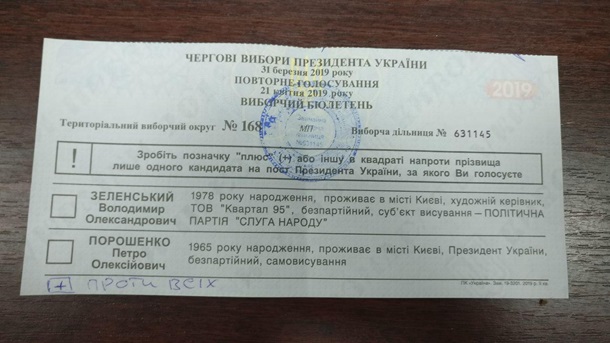 ЧЕРГОВІ ВИБОРИ ПРЕЗИДЕНТА УКРАЇНИ
31 березня 2019 року
ПОВТОРНЕ ГОЛОСУВАННЯ
21 квітня 2019 року
ВИБОРЧИЙ БЮЛЕТЕНЬ
2019
Територіальний виборчий округ № 168 Виборча дільниця № 631145
! Зробіть позначку "плюс" (+) або іншу в квадраті напроти прізвища
лише одного кандидата на пост Президента України, за якого Ви голосуєте
ЗЕЛЕНСЬКИЙ
Володимир
Олександрович
1978 року народження, проживає в місті Києві, художній керівник,
ТОВ "Квартал 95", безпартійний, суб'єкт висування – ПОЛІТИЧНА
ПАРТІЯ "СЛУГА НАРОДУ"
ПОРОШЕНКО
Петро
Олексійович
1965 року народження, проживає в місті Києві, Президент України,
безпартійний, самовисування
+ ПРОТИ ВСІХ